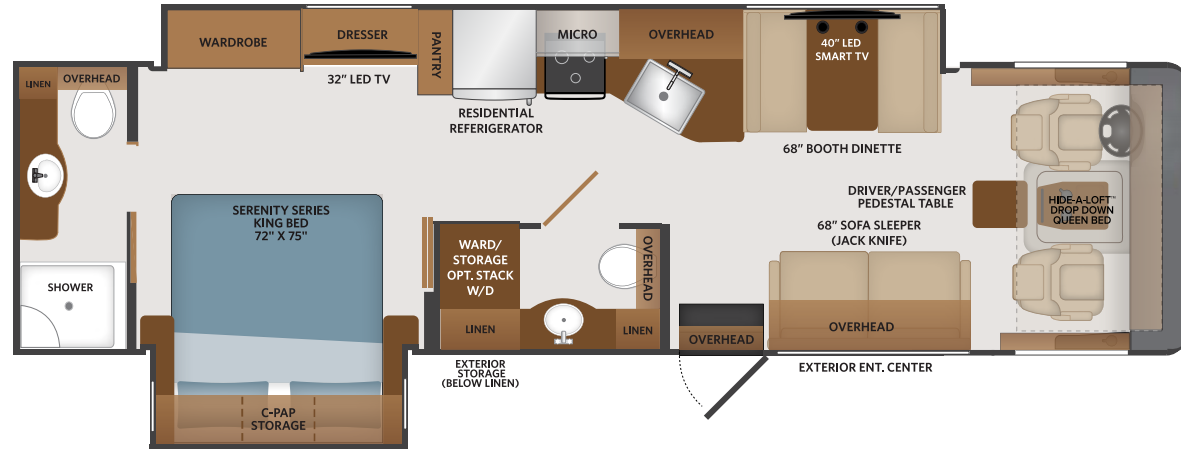 WARDROBE
DRESSER
32" LED TV
PANTRY
MICRO
OVERHEAD
40" LED
SMART TV
LINEN
OVERHEAD
RESIDENTIAL
REFERIGERATOR
68" BOOTH DINETTE
DRIVER/PASSENGER
PEDESTAL TABLE
HIDE-A-LOFT™
DROP DOWN
QUEEN BED
SERENITY SERIES
KING BED
72" X 75"
68" SOFA SLEEPER
(JACK KNIFE)
WARD/
STORAGE
OPT. STACK
W/D
OVERHEAD
SHOWER
LINEN
LINEN
OVERHEAD
OVERHEAD
EXTERIOR
STORAGE
(BELOW LINEN)
EXTERIOR ENT. CENTER
C-PAP
STORAGE